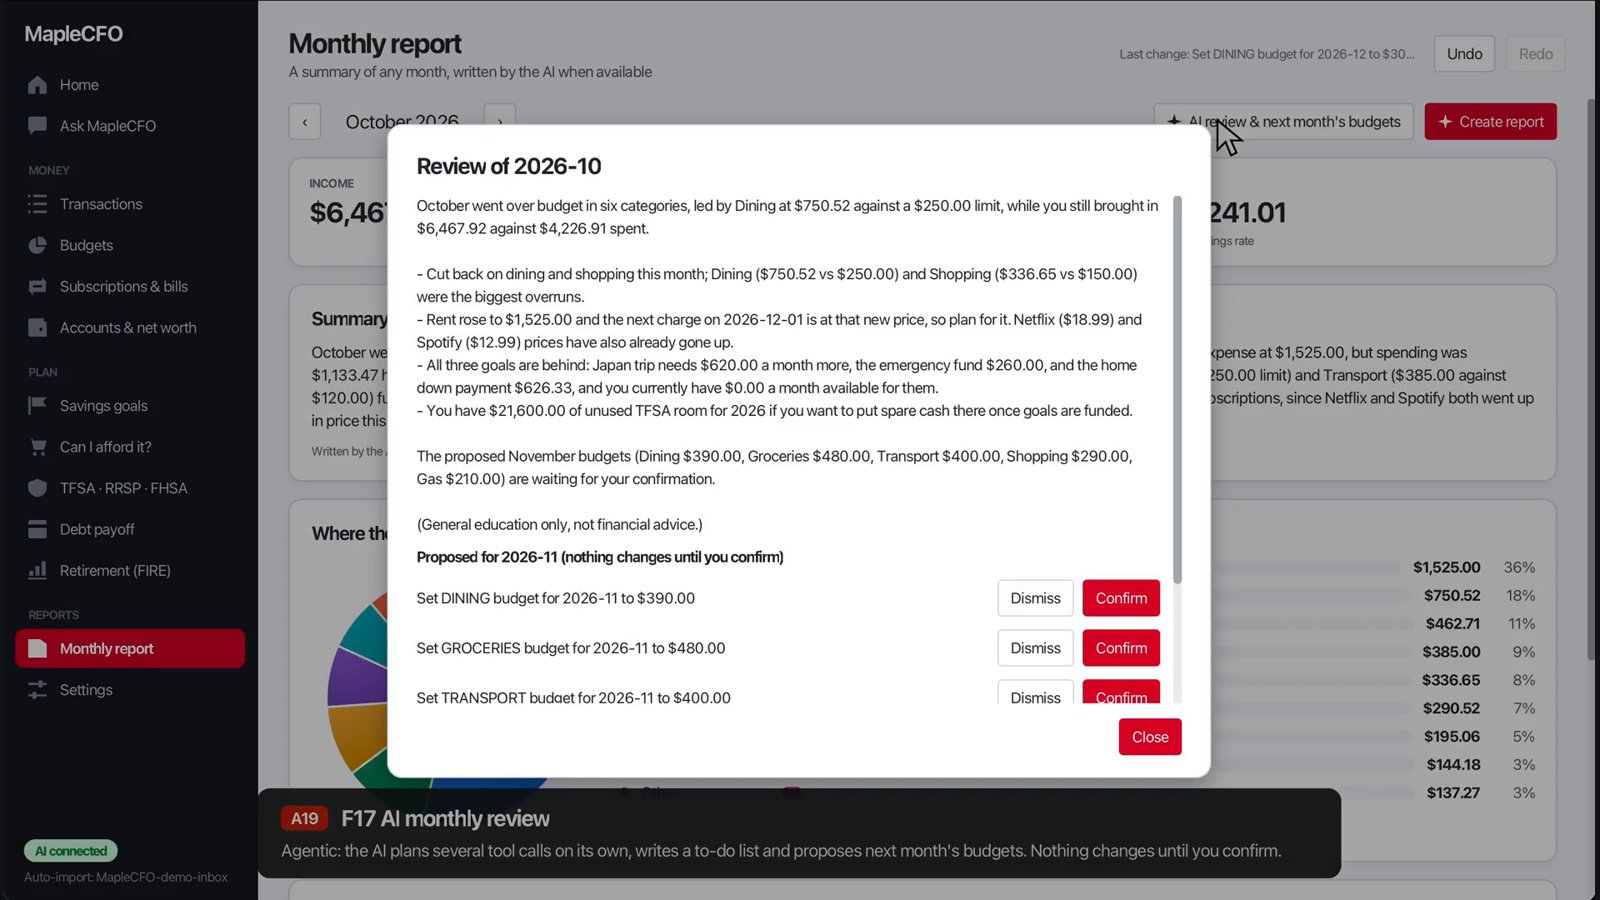 MapleCFO
Home
Ask MapleCFO
MONEY
Transactions
Budgets
Subscriptions & bills
Accounts & net worth
PLAN
Savings goals
Can I afford it?
TFSA · RRSP · FHSA
Debt payoff
Retirement (FIRE)
REPORTS
Monthly report
Settings
AI connected
Auto-import: MapleCFO-demo-inbox
Monthly report
A summary of any month, written by the AI when available
Last change: Set DINING budget for 2026-12 to $30...
Undo
Redo
October 2026
AI review & next month's budgets
Create report
INCOME
$6,467
241.01
Summary
October
$1,133.47
$120.00)
in price this
Written by the
xpense at $1,525.00, but spending was
250.00 limit) and Transport ($385.00 against
bscriptions, since Netflix and Spotify both went up
Where the
$1,525.00 36%
$750.52 18%
$462.71 11%
$385.00 9%
$336.65 8%
$290.52 7%
$195.06 5%
$144.18 3%
$137.27 3%
Review of 2026-10
October went over budget in six categories, led by Dining at $750.52 against a $250.00 limit, while you still brought in
$6,467.92 against $4,226.91 spent.
- Cut back on dining and shopping this month; Dining ($750.52 vs $250.00) and Shopping ($336.65 vs $150.00)
were the biggest overruns.
- Rent rose to $1,525.00 and the next charge on 2026-12-01 is at that new price, so plan for it. Netflix ($18.99) and
Spotify ($12.99) prices have also already gone up.
- All three goals are behind: Japan trip needs $620.00 a month more, the emergency fund $260.00, and the home
down payment $626.33, and you currently have $0.00 a month available for them.
- You have $21,600.00 of unused TFSA room for 2026 if you want to put spare cash there once goals are funded.
The proposed November budgets (Dining $390.00, Groceries $480.00, Transport $400.00, Shopping $290.00,
Gas $210.00) are waiting for your confirmation.
(General education only, not financial advice.)
Proposed for 2026-11 (nothing changes until you confirm)
Set DINING budget for 2026-11 to $390.00
Dismiss
Confirm
Set GROCERIES budget for 2026-11 to $480.00
Dismiss
Confirm
Set TRANSPORT budget for 2026-11 to $400.00
Dismiss
Confirm
Close
A19 F17 AI monthly review
Agentic: the AI plans several tool calls on its own, writes a to-do list and proposes next month's budgets. Nothing changes until you confirm.